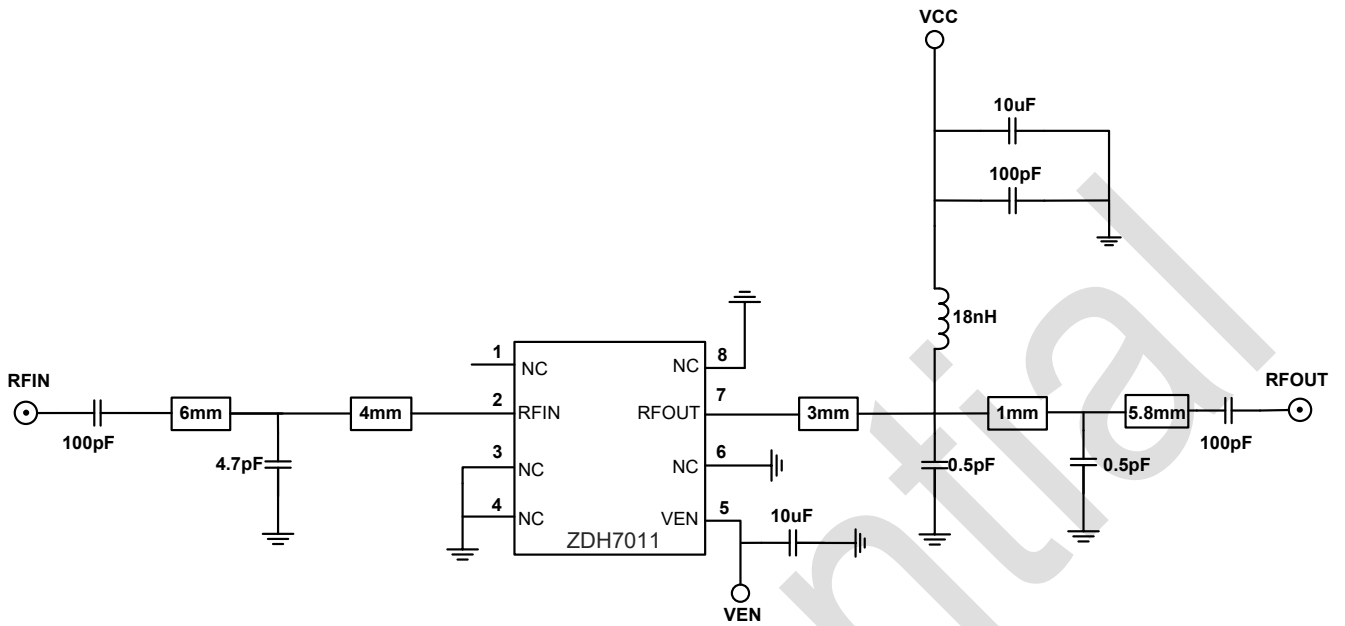 VCC
10uF
100pF
18nH
RFIN
100pF
6mm
4.7pF
4mm
1
NC
2
RFIN
3
NC
4
NC
NC
8
RFOUT
7
NC
6
VEN
5
ZDH7011
10uF
VEN
3mm
0.5pF
1mm
0.5pF
5.8mm
100pF
RFOUT
ntial